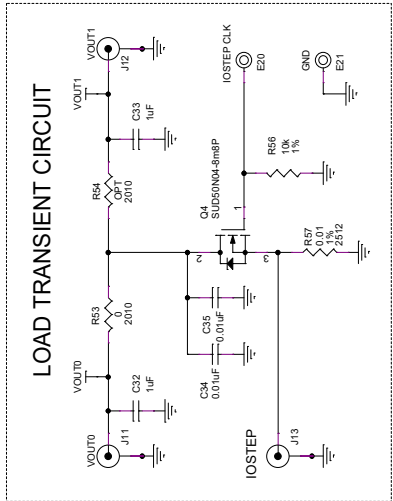 LOAD TRANSIENT CIRCUIT
VOUT0
J11
VOUT0
C32
1uF
R53
0
2010
R54
OPT
2010
C33
1uF
VOUT1
VOUT1
J12
C34
0.01uF
C35
0.01uF
2
Q4
SUD50N04-8m8P
1
3
R56
10k
1%
IOSTEP CLK
E20
GND
E21
R57
0.01
1%
2512
IOSTEP
J13